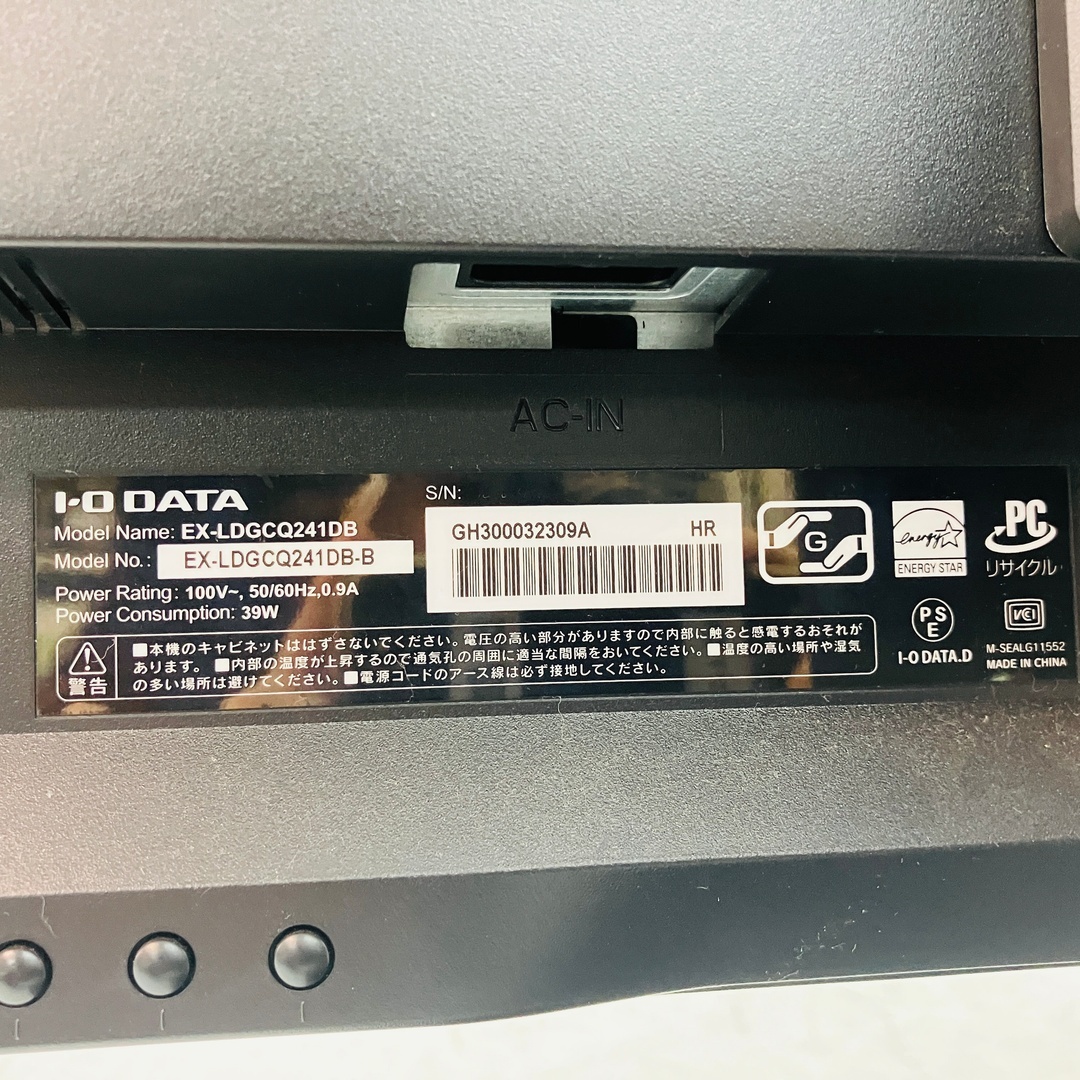 AC-IN
I-O DATA
Model Name: EX-LDGCQ241DB
Model No.: EX-LDGCQ241DB-B
Power Rating: 100V~, 50/60Hz,0.9A
Power Consumption: 39W
S/N:
GH300032309A HR
G
energy
ENERGY STAR
PC
リサイクル
PS
E
I-O DATA.D
VCI
M-SEALG11552
MADE IN CHINA
警告
■本機のキャビネットははずさないでください。電圧の高い部分がありますので内部に触ると感電するおそれが
あります。 ■内部の温度が上昇するので通気孔の周囲に適当な間隔をおいてください。■温度の高い場所や湿気
の多い場所は避けてください。■電源コードのアース線は必ず接地してください。